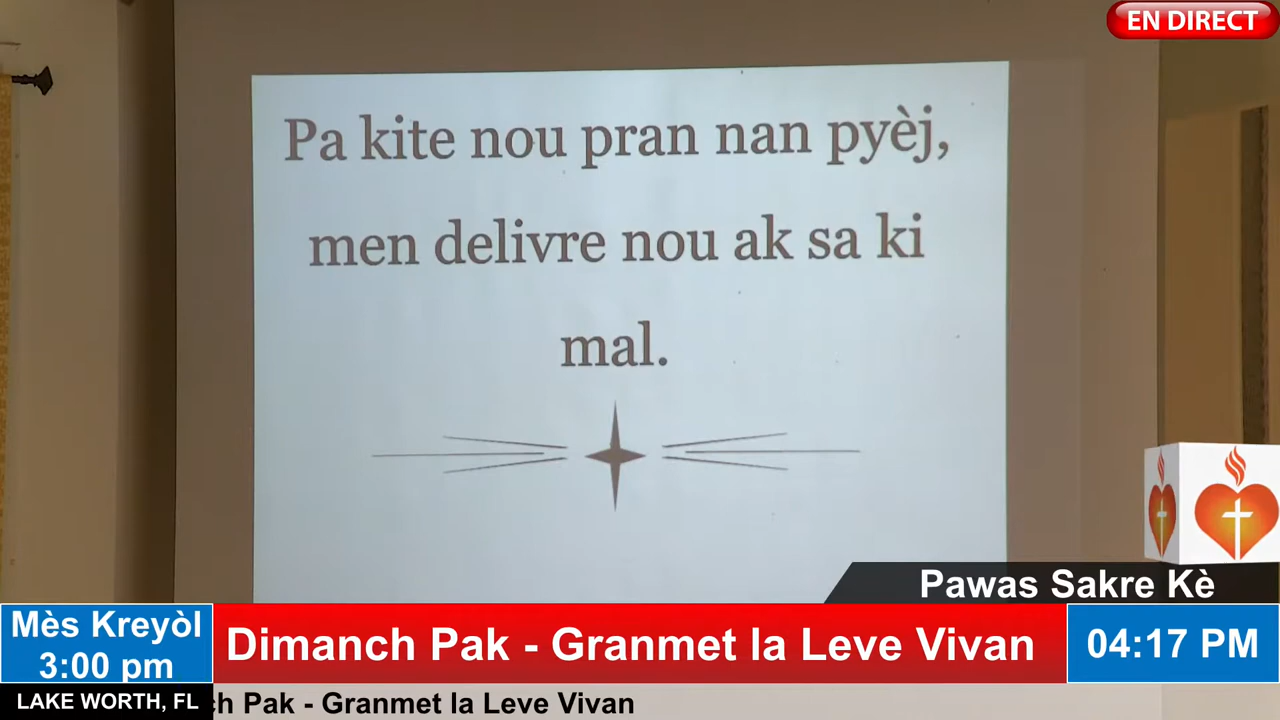 EN DIRECT
Pa kite nou pran nan pyèj,
men delivre nou ak sa ki
mal.
Pawas Sakre Kè
Mès Kreyòl
3:00 pm
Dimanch Pak - Granmet la Leve Vivan
04:17 PM
LAKE WORTH, FL
Pak - Granmet la Leve Vivan